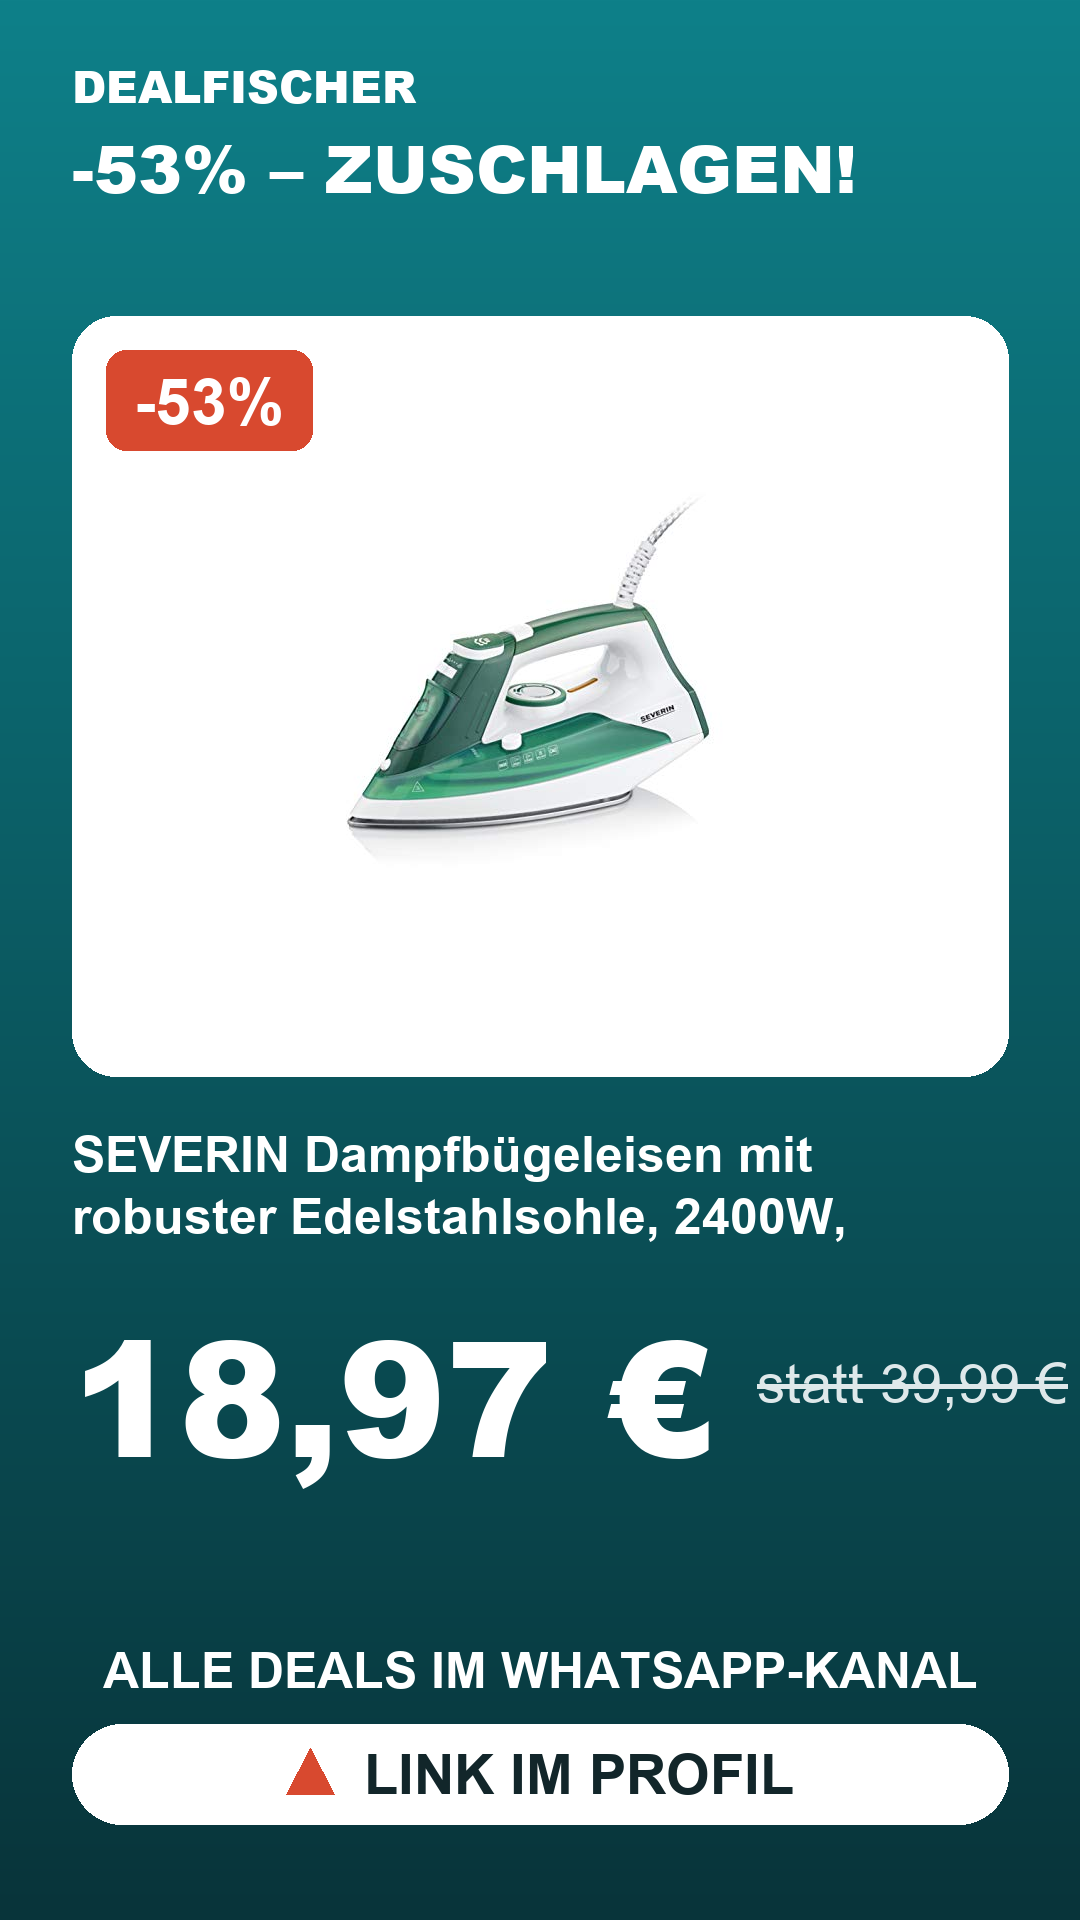 DEALFISCHER
-53% – ZUSCHLAGEN!
-53%
SEVERIN
SEVERIN Dampfbügeleisen mit
robuster Edelstahlsohle, 2400W,
18,97 € statt 39,99 €
ALLE DEALS IM WHATSAPP-KANAL
LINK IM PROFIL